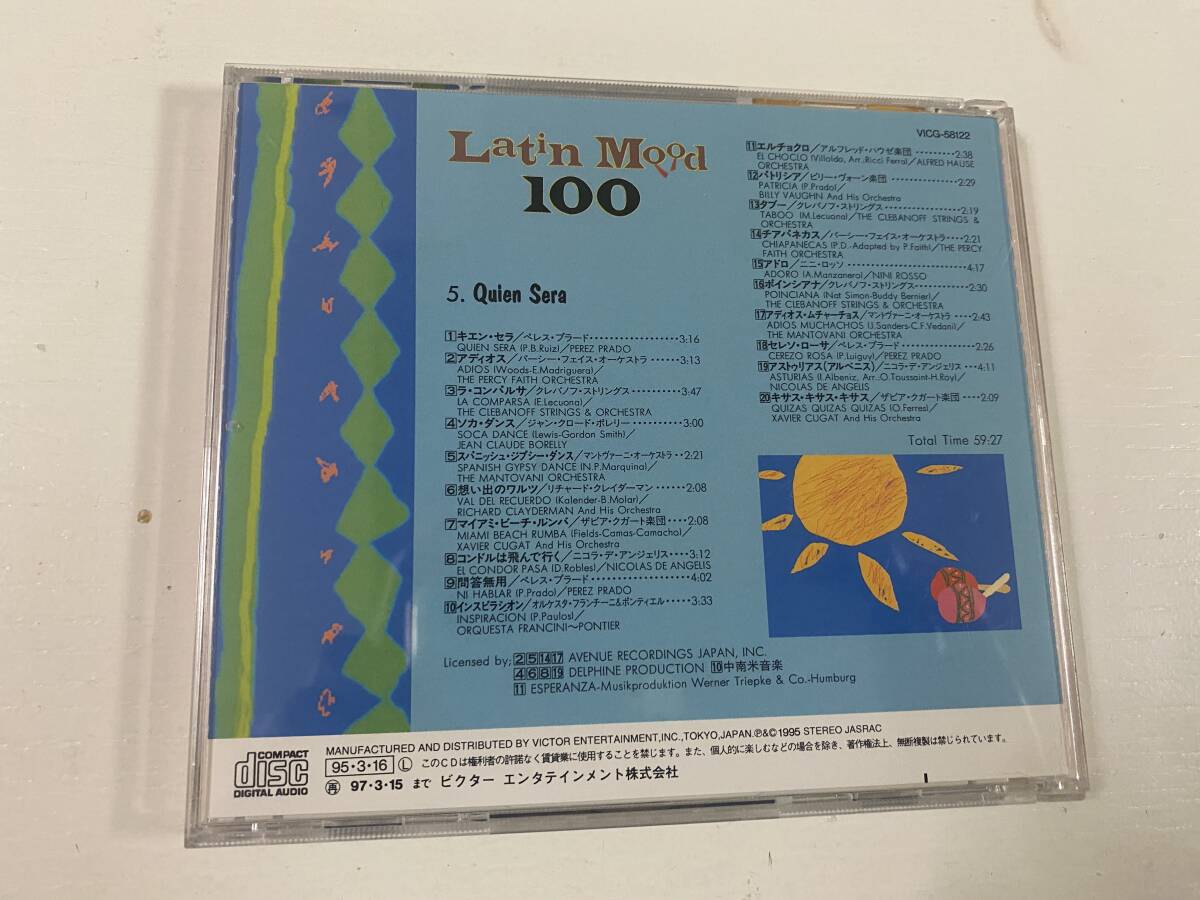 Latin Mood
100
5. Quien Sera
1キエン・セラ／ペレス・プラード・・・・・・・・・・・・・・・・・3:16
QUIEN SERA (P.B.Ruiz)／PEREZ PRADO
2アディオス／パーシー・フェイス・オーケストラ・・・・・・・3:13
ADIOS (Woods-E.Madriguera)／
THE PERCY FAITH ORCHESTRA
3ラ・コンパルサ／クレバノフ・ストリングス・・・・・・・・3:47
LA COMPARSA (E.Lecuona)／
THE CLEBANOFF STRINGS & ORCHESTRA
4ソカ・ダンス／ジャン・クロード・ボレリー・・・・・・・・3:00
SOCA DANCE (Lewis-Gordon Smith)／
JEAN CLAUDE BORELLY
5スパニッシュ・ジプシー・ダンス／マントヴァーニ・オーケストラ・・2:21
SPANISH GYPSY DANCE (N.P.Marquina)／
THE MANTOVANI ORCHESTRA
6想い出のワルツ／リチャード・クレイダーマン・・・・・・2:08
VAL DEL RECUERDO (Kalender-B.Molar)／
RICHARD CLAYDERMAN And His Orchestra
7マイアミ・ビーチ・ルンバ／ザビア・クガート楽団・・・・2:08
MIAMI BEACH RUMBA (Fields-Camas-Camacho)／
XAVIER CUGAT And His Orchestra
8コンドルは飛んで行く／ニコラ・デ・アンジェリス・・・・3:12
EL CONDOR PASA (D.Robles)／NICOLAS DE ANGELIS
9問答無用／ペレス・プラード・・・・・・・・・・・・・・・・・・4:02
NI HABLAR (P.Prado)／PEREZ PRADO
10インスピラシオン／オルケスタ・フランチーニ&ポンティエル・・・・3:33
INSPIRACION (P.Paulos)／
ORQUESTA FRANCINI～PONTIER
VICG-58122
11エルチョクロ／アルフレッド・ハウゼ楽団・・・・・・・2:38
EL CHOCLO (Villoldo, Arr.:Ricci Ferra)／ALFRED HAUSE
ORCHESTRA
12パトリシア／ビリー・ヴォーン楽団・・・・・・・・・・・・・・・2:29
PATRICIA (P.Prado)／
BILLY VAUGHN And His Orchestra
13タブー／クレバノフ・ストリングス・・・・・・・・・・・・・・・2:19
TABOO (M.Lecuona)／THE CLEBANOFF STRINGS &
ORCHESTRA
14チアパネカス／パーシー・フェイス・オーケストラ・・・・2:21
CHIAPANECAS (P.D.-Adapted by P.Faith)／THE PERCY
FAITH ORCHESTRA
15アドロ／ニニ・ロッソ・・・・・・・・・・・・・・・・・・・・・4:17
ADORO (A.Manzanero)／NINI ROSSO
16ポインシアナ／クレバノフ・ストリングス・・・・・・・・・2:30
POINCIANA (Nat Simon-Buddy Bernier)／
THE CLEBANOFF STRINGS & ORCHESTRA
17アディオス・ムチャーチョス／マントヴァーニ・オーケストラ・・・・2:43
ADIOS MUCHACHOS (J.Sanders-C.F.Vedani)／
THE MANTOVANI ORCHESTRA
18セレソ・ローサ／ペレス・プラード・・・・・・・・・・・・・・2:26
CEREZO ROSA (P.Luiguy)／PEREZ PRADO
19アストゥリアス(アルベニス)／ニコラ・デ・アンジェリス・・・・4:11
ASTURIAS (I.Albeniz, Arr.:O.Toussaint-H.Roy)／
NICOLAS DE ANGELIS
20キサス・キサス・キサス／ザビア・クガート楽団・・・・・2:09
QUIZAS QUIZAS QUIZAS (O.Ferres)／
XAVIER CUGAT And His Orchestra
Total Time 59:27
Licensed by; 2 5 14 17 AVENUE RECORDINGS JAPAN, INC.
4 6 8 19 DELPHINE PRODUCTION 10中南米音楽
11 ESPERANZA-Musikproduktion Werner Triepke & Co.-Humburg
COMPACT
disc
DIGITAL AUDIO
MANUFACTURED AND DISTRIBUTED BY VICTOR ENTERTAINMENT,INC.,TOKYO,JAPAN.℗&©1995 STEREO JASRAC
95・3・16 Ⓛ このCDは権利者の許諾なく賃貸業に使用することを禁じます。また、個人的に楽しむなどの場合を除き、著作権法上、無断複製は禁じられています。
再 97・3・15 まで ビクター エンタテインメント株式会社